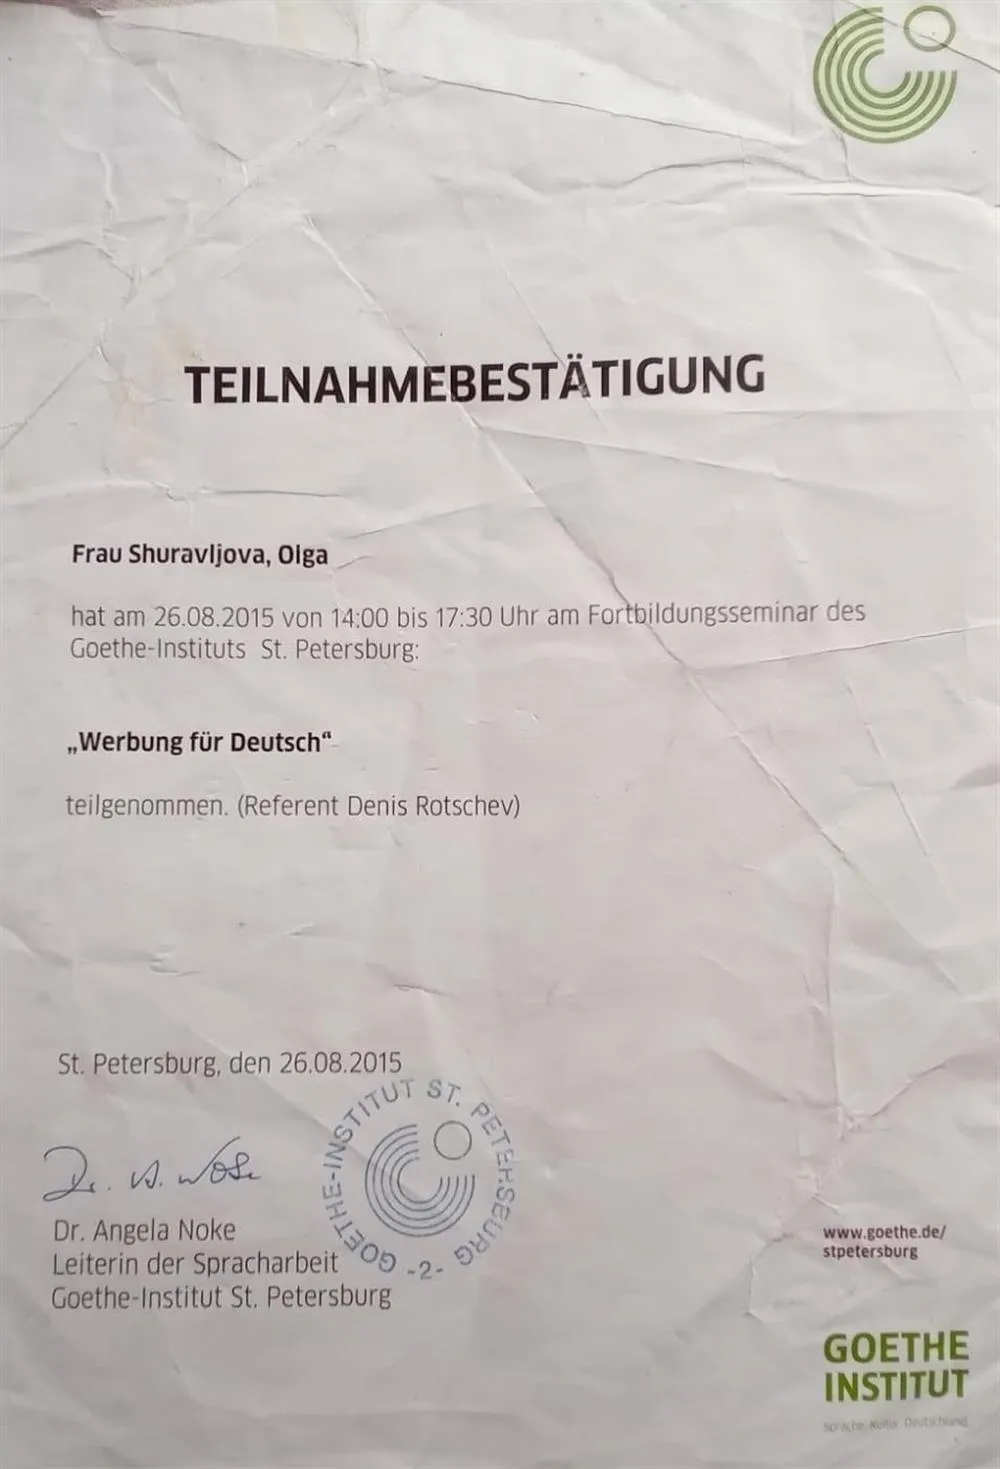 TEILNAHMEBESTÄTIGUNG
Frau Shuravljova, Olga
hat am 26.08.2015 von 14:00 bis 17:30 Uhr am Fortbildungsseminar des
Goethe-Instituts St. Petersburg:
„Werbung für Deutsch“
teilgenommen. (Referent Denis Rotschev)
St. Petersburg, den 26.08.2015
GOETHE-INSTITUT ST. PETERSBURG
-2-
Dr. A. Noke
Dr. Angela Noke
Leiterin der Spracharbeit
Goethe-Institut St. Petersburg
www.goethe.de/
stpetersburg
GOETHE
INSTITUT
Sprache. Kultur. Deutschland.